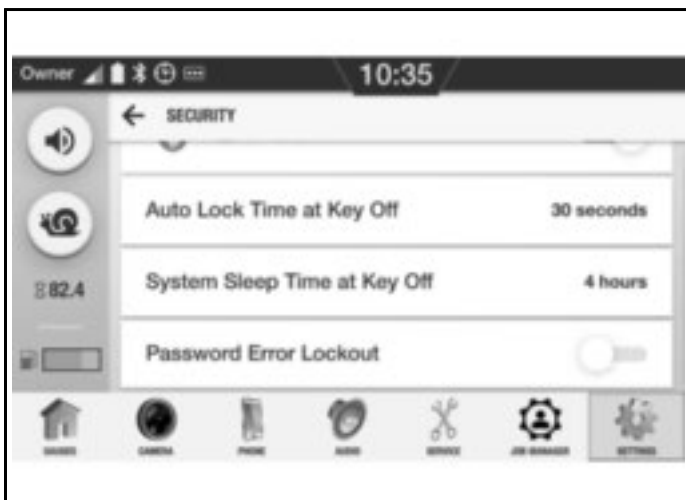 Owner
10:35
SECURITY
Auto Lock Time at Key Off 30 seconds
82.4
System Sleep Time at Key Off 4 hours
Password Error Lockout
GAUGES CAMERA PHONE AUDIO SERVICE JOB MANAGER SETTINGS